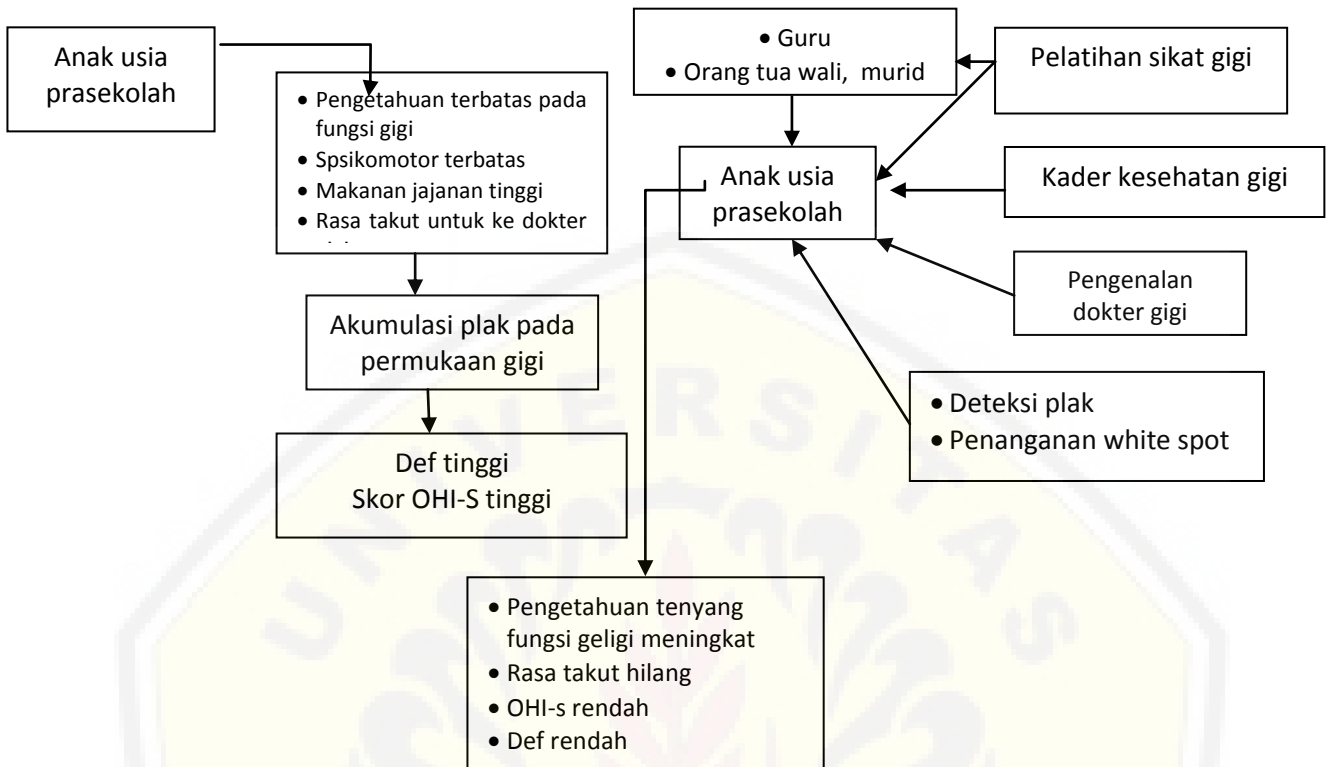 Anak usia
prasekolah
• Pengetahuan terbatas pada
fungsi gigi
• Spsikomotor terbatas
• Makanan jajanan tinggi
• Rasa takut untuk ke dokter
Akumulasi plak pada
permukaan gigi
Def tinggi
Skor OHI-S tinggi
• Guru
• Orang tua wali, murid
Pelatihan sikat gigi
Anak usia
prasekolah
Kader kesehatan gigi
Pengenalan
dokter gigi
• Deteksi plak
• Penanganan white spot
• Pengetahuan tenyang
fungsi geligi meningkat
• Rasa takut hilang
• OHI-s rendah
• Def rendah
UNIVERSITAS